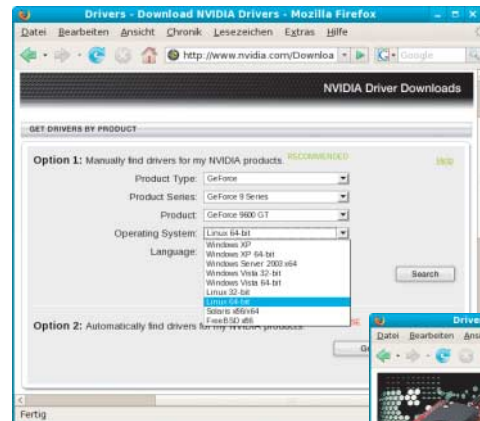 Drivers - Download NVIDIA Drivers - Mozilla Firefox
Datei Bearbeiten Ansicht Chronik Lesezeichen Extras Hilfe
http://www.nvidia.com/Downloa
Google
NVIDIA Driver Downloads
GET DRIVERS BY PRODUCT
Option 1: Manually find drivers for my NVIDIA products. RECOMMENDED
Help
Product Type: GeForce
Product Series: GeForce 9 Series
Product: GeForce 9600 GT
Operating System: Linux 64-bit
Language:
Windows XP
Windows XP 64-bit
Windows Server 2003 x64
Windows Vista 32-bit
Windows Vista 64-bit
Linux 32-bit
Linux 64-bit
Solaris x86/x64
FreeBSD x86
Search
Option 2: Automatically find drivers for my NVIDIA products.
Drive
Datei Bearbeiten Ans
Fertig